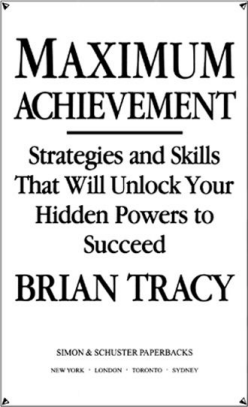 MAXIMUM
ACHIEVEMENT
Strategies and Skills
That Will Unlock Your
Hidden Powers to
Succeed
BRIAN TRACY
SIMON & SCHUSTER PAPERBACKS
NEW YORK · LONDON · TORONTO · SYDNEY